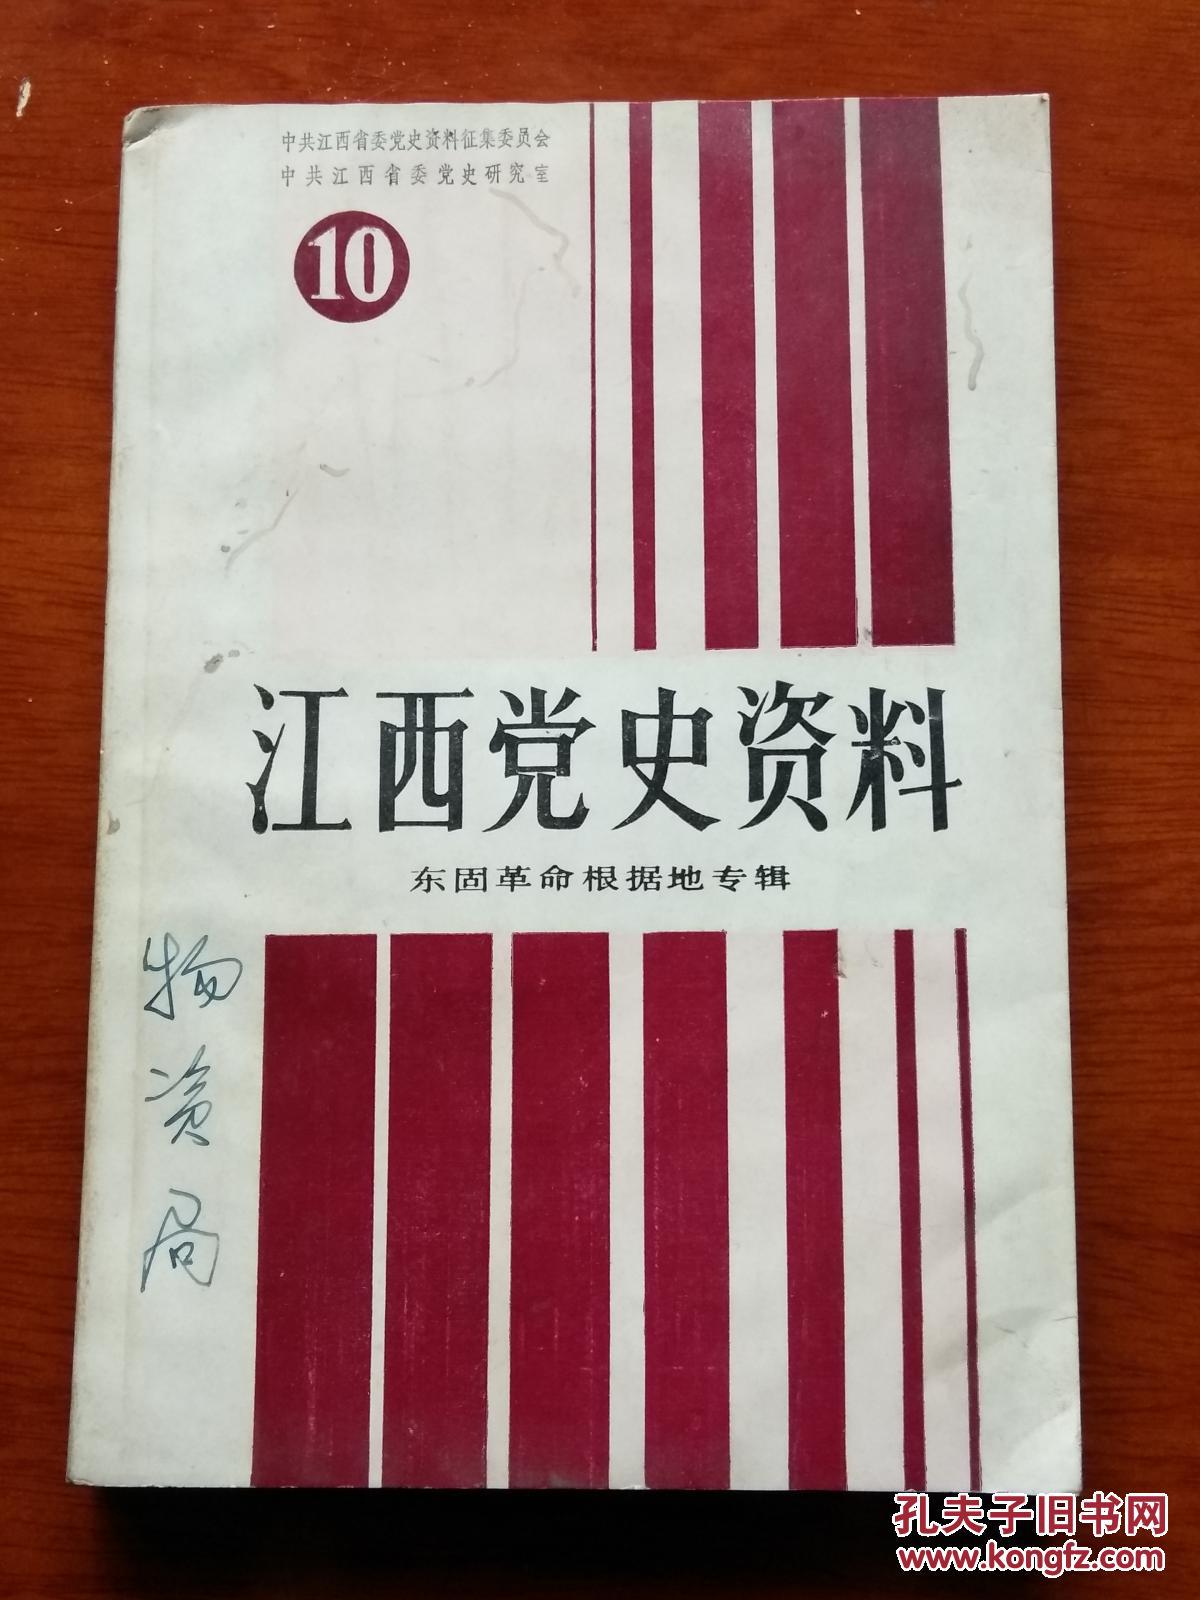 中共江西省委党史资料征集委员会
中共江西省委党史研究室
10
江西党史资料
东固革命根据地专辑
物资局
孔夫子旧书网
www.kongfz.com